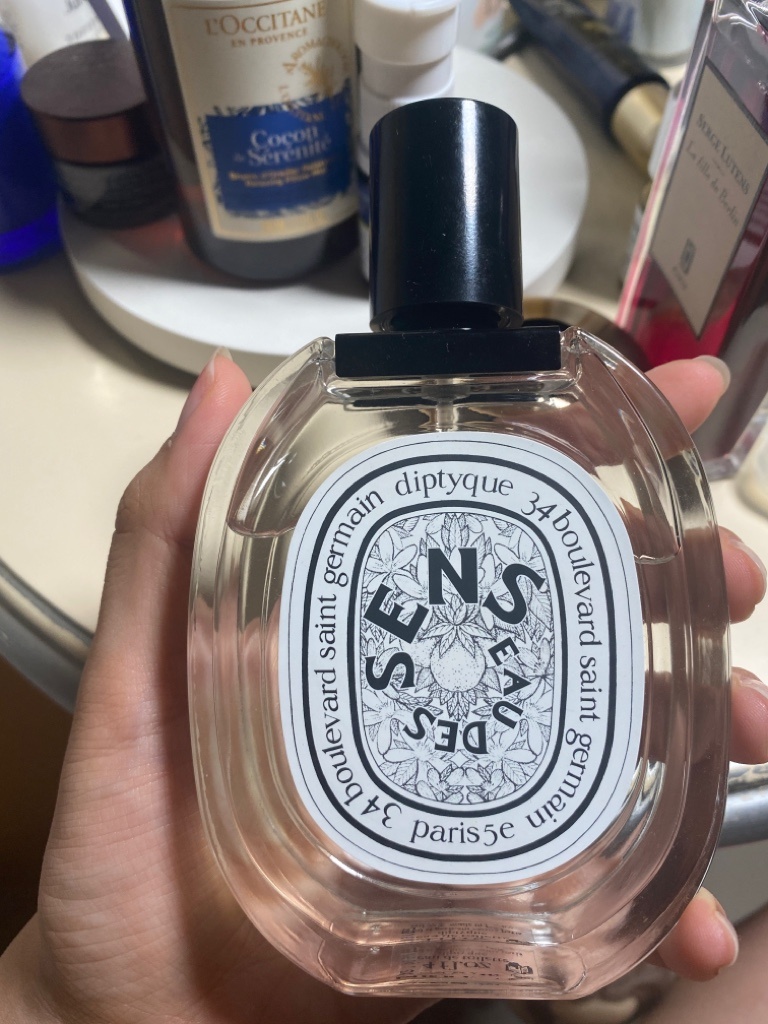 L'OCCITANE
EN PROVENCE
Cocon
de Sérénité
SERGE LUTENS
La fille de Berlin
diptyque 34 boulevard saint germain
paris5e
34 boulevard saint germain
EAU DES
SENS